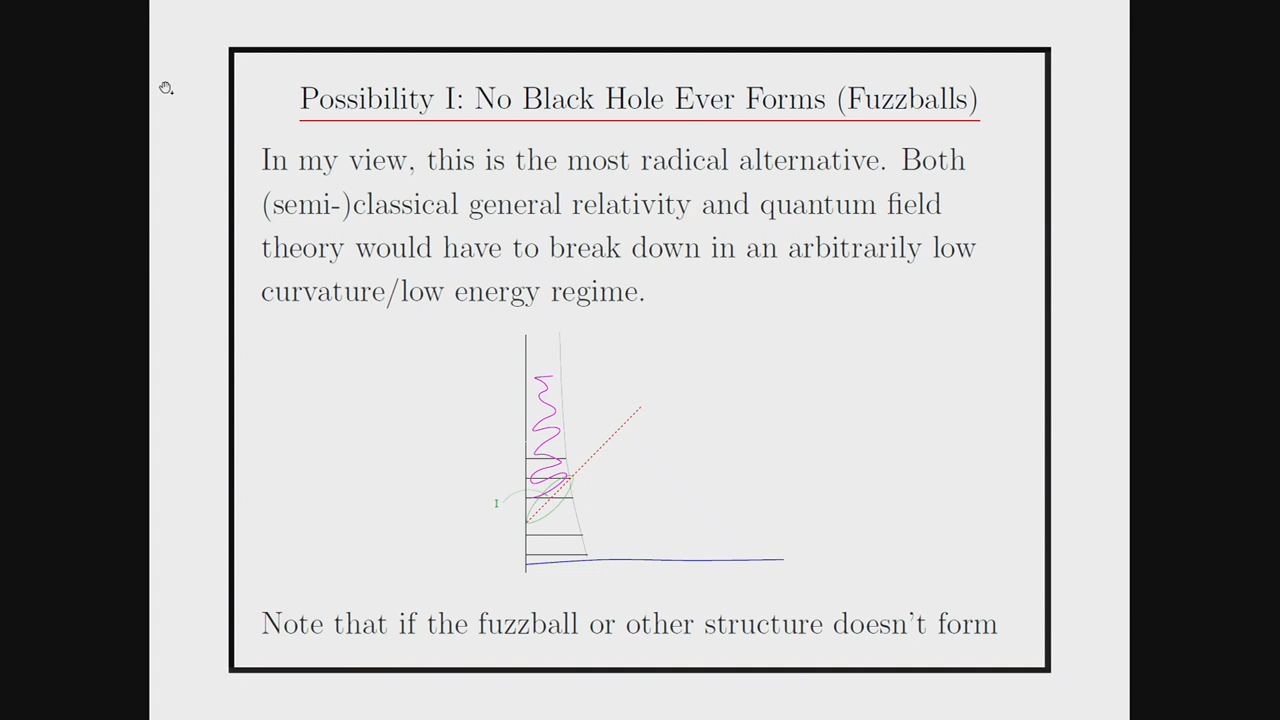 Possibility I: No Black Hole Ever Forms (Fuzzballs)
In my view, this is the most radical alternative. Both
(semi-)classical general relativity and quantum field
theory would have to break down in an arbitrarily low
curvature/low energy regime.
I
Note that if the fuzzball or other structure doesn't form